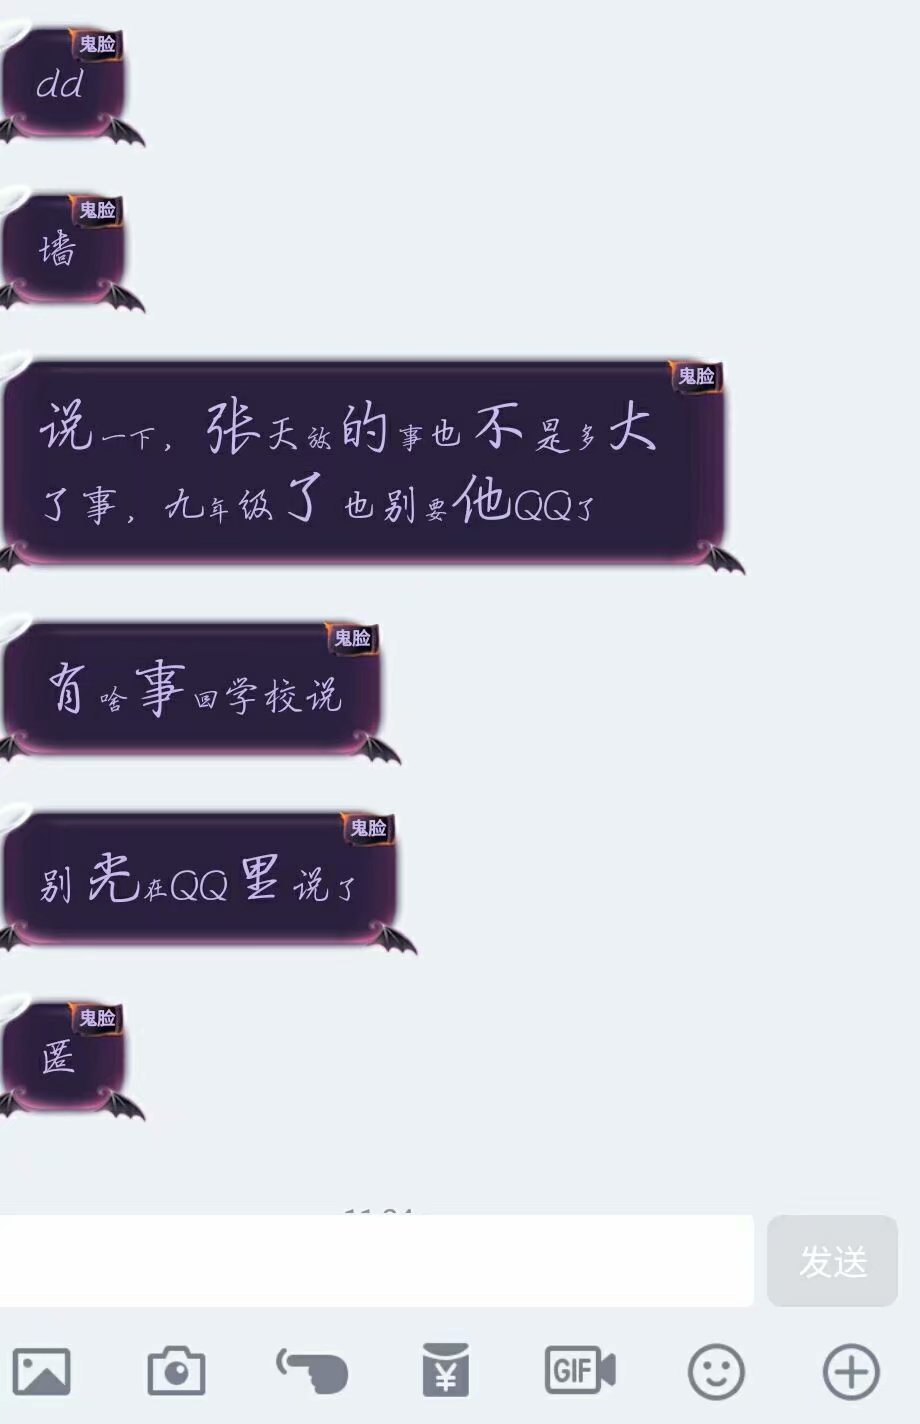 鬼脸
dd
鬼脸
墙
鬼脸
说一下，张天放的事也不是多大
了事，九年级了也别要他QQ了
鬼脸
有啥事回学校说
鬼脸
别光在QQ里说了
鬼脸
匿
发送
GIF